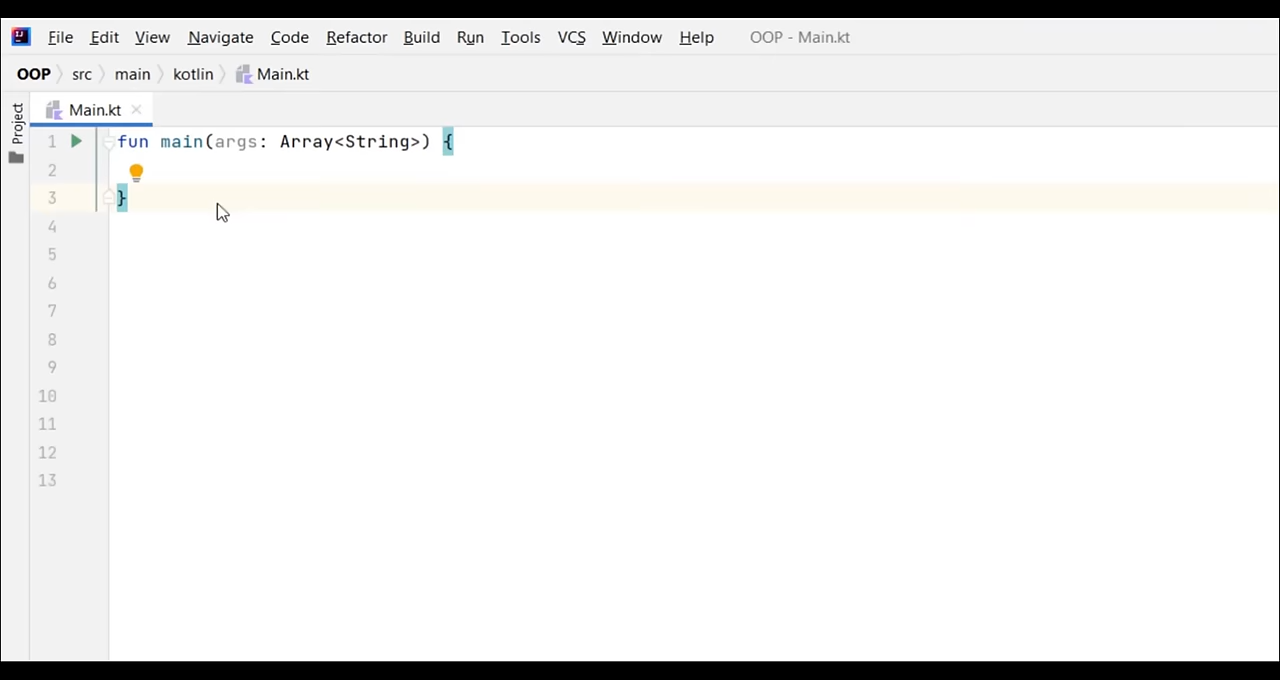 File Edit View Navigate Code Refactor Build Run Tools VCS Window Help OOP - Main.kt
OOP src main kotlin Main.kt
Project
Main.kt
1 fun main(args: Array<String>) {
2
3 }
4
5
6
7
8
9
10
11
12
13